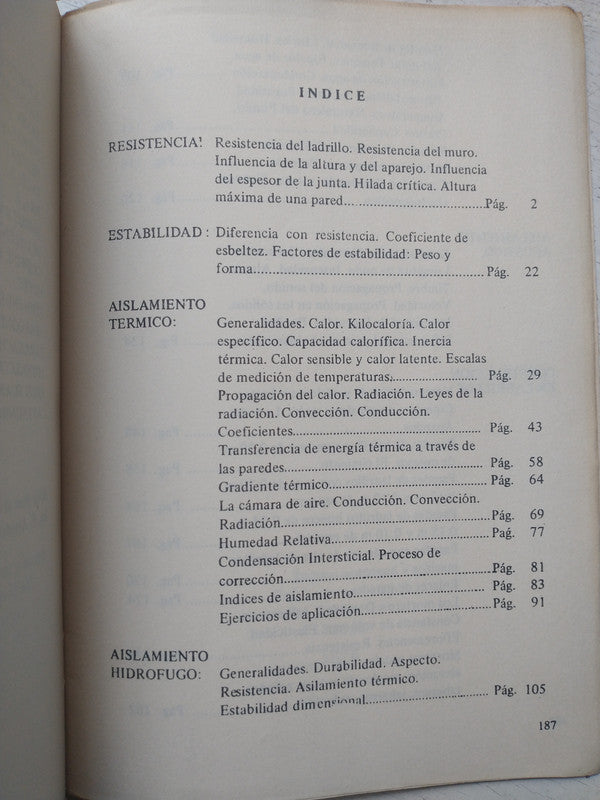 INDICE
RESISTENCIA: Resistencia del ladrillo. Resistencia del muro.
Influencia de la altura y del aparejo. Influencia
del espesor de la junta. Hilada crítica. Altura
máxima de una pared.......................................Pág. 2
ESTABILIDAD: Diferencia con resistencia. Coeficiente de
esbeltez. Factores de estabilidad: Peso y
forma.......................................................Pág. 22
AISLAMIENTO
TERMICO: Generalidades. Calor. Kilocaloría. Calor
específico. Capacidad calorífica. Inercia
térmica. Calor sensible y calor latente. Escalas
de medición de temperaturas........................ Pág. 29
Propagación del calor. Radiación. Leyes de la
radiación. Convección. Conducción.
Coeficientes............................................... Pág. 43
Transferencia de energía térmica a través de
las paredes................................................. Pág. 58
Gradiente térmico........................................ Pág. 64
La cámara de aire. Conducción. Convección.
Radiación...................................................Pág. 69
Humedad Relativa........................................ Pag. 77
Condensación Intersticial. Proceso de
corrección...................................................Pág. 81
Indices de aislamiento...................................Pág. 83
Ejercicios de aplicación.................................Pág. 91
AISLAMIENTO
HIDROFUGO: Generalidades. Durabilidad. Aspecto.
Resistencia. Asilamiento térmico.
Estabilidad dimensional................................ Pág. 105
187